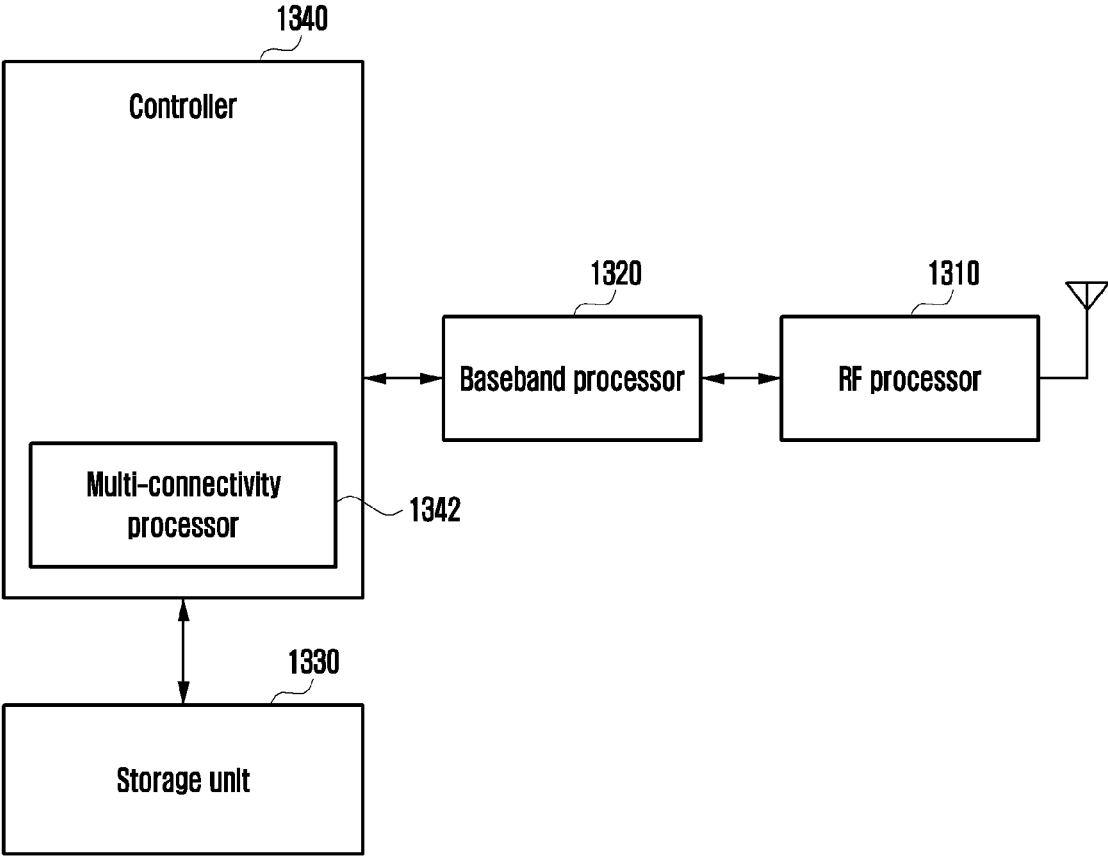 1340
Controller
1320
1310
Baseband processor
RF processor
Multi-connectivity
processor
1342
1330
Storage unit